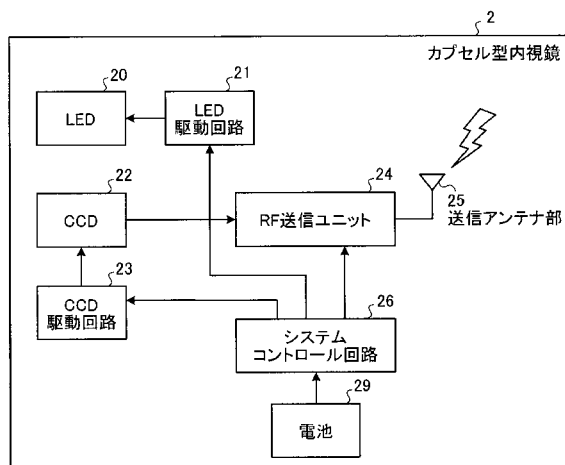 2
カプセル型内視鏡
20
LED
21
LED
駆動回路
22
CCD
24
RF送信ユニット
25
送信アンテナ部
23
CCD
駆動回路
26
システム
コントロール回路
29
電池